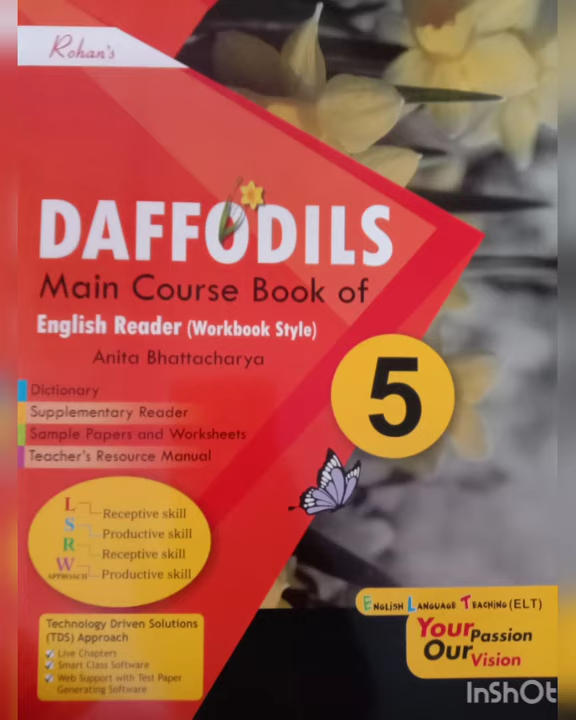 Rohan's
DAFFODILS
Main Course Book of
English Reader (Workbook Style)
Anita Bhattacharya
5
Dictionary
Supplementary Reader
Sample Papers and Worksheets
Teacher's Resource Manual
L Receptive skill
S Productive skill
R Receptive skill
W Productive skill
APPROACH
Technology Driven Solutions
(TDS) Approach
Live Chapters
Smart Class Software
Web Support with Test Paper
Generating Software
ENGLISH LANGUAGE TEACHING (ELT)
Your Passion
Our Vision
InShOt